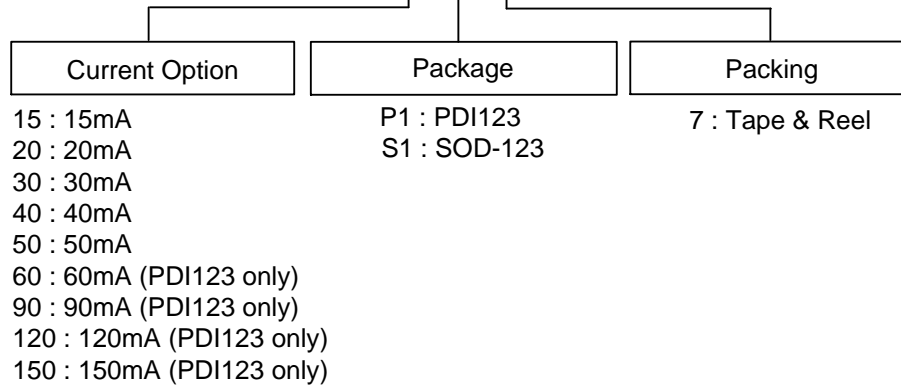 Current Option
Package
Packing
15 : 15mA
20 : 20mA
30 : 30mA
40 : 40mA
50 : 50mA
60 : 60mA (PDI123 only)
90 : 90mA (PDI123 only)
120 : 120mA (PDI123 only)
150 : 150mA (PDI123 only)
P1 : PDI123
S1 : SOD-123
7 : Tape & Reel